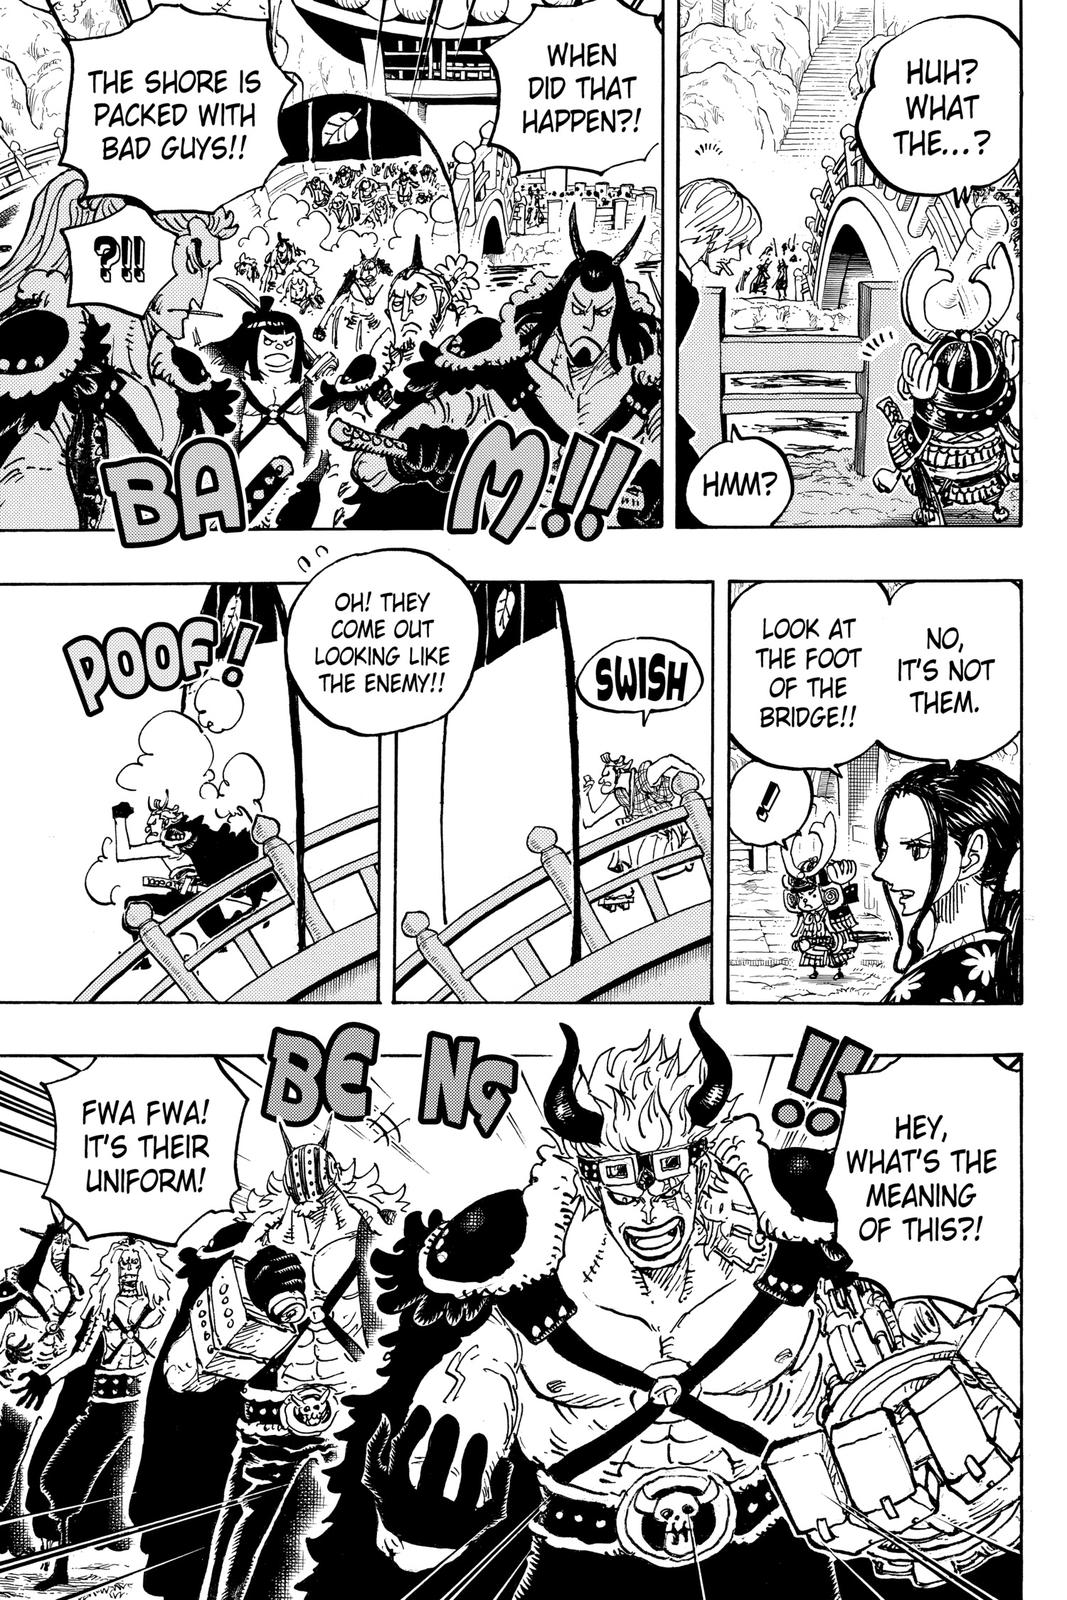 HUH?
WHAT
THE...?
HMM?
WHEN
DID THAT
HAPPEN?!
THE SHORE IS
PACKED WITH
BAD GUYS!!
?!!
BA M!!
NO,
IT'S NOT
THEM.
LOOK AT
THE FOOT
OF THE
BRIDGE!!
!
SWISH
OH! THEY
COME OUT
LOOKING LIKE
THE ENEMY!!
POOF!
HEY,
WHAT'S THE
MEANING
OF THIS?!
BE NG !!
FWA FWA!
IT'S THEIR
UNIFORM!